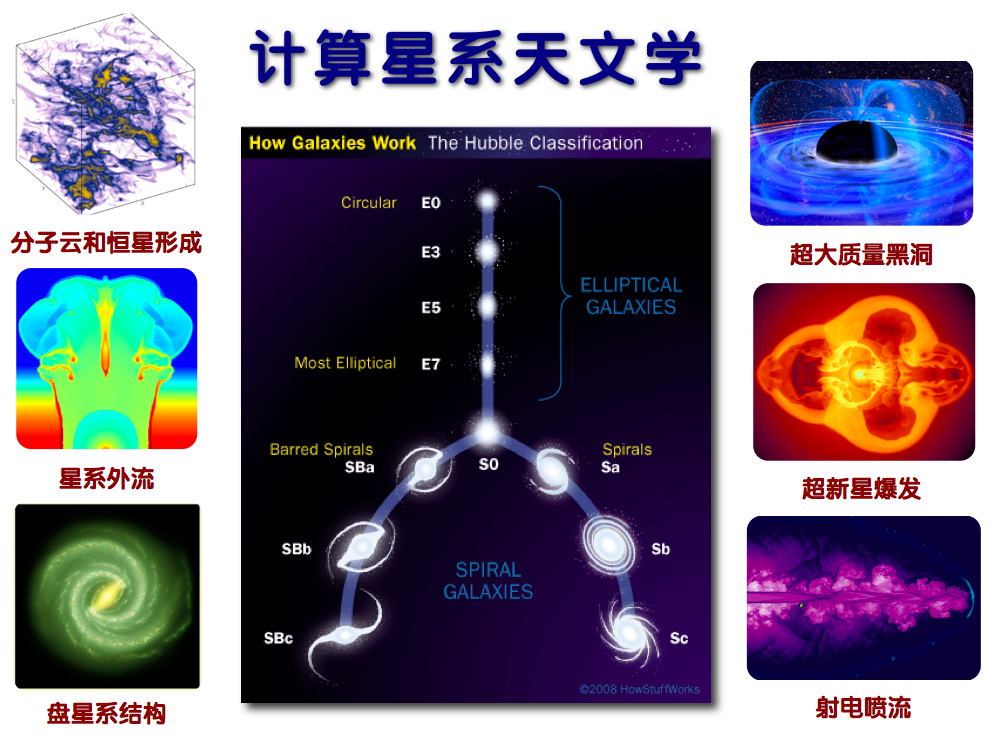 计算星系天文学
分子云和恒星形成
星系外流
盘星系结构
How Galaxies Work The Hubble Classification
Circular E0
E3
E5
Most Elliptical E7
ELLIPTICAL
GALAXIES
Barred Spirals
SBa
S0
Spirals
Sa
SBb
Sb
SPIRAL
GALAXIES
SBc
Sc
©2008 HowStuffWorks
超大质量黑洞
超新星爆发
射电喷流